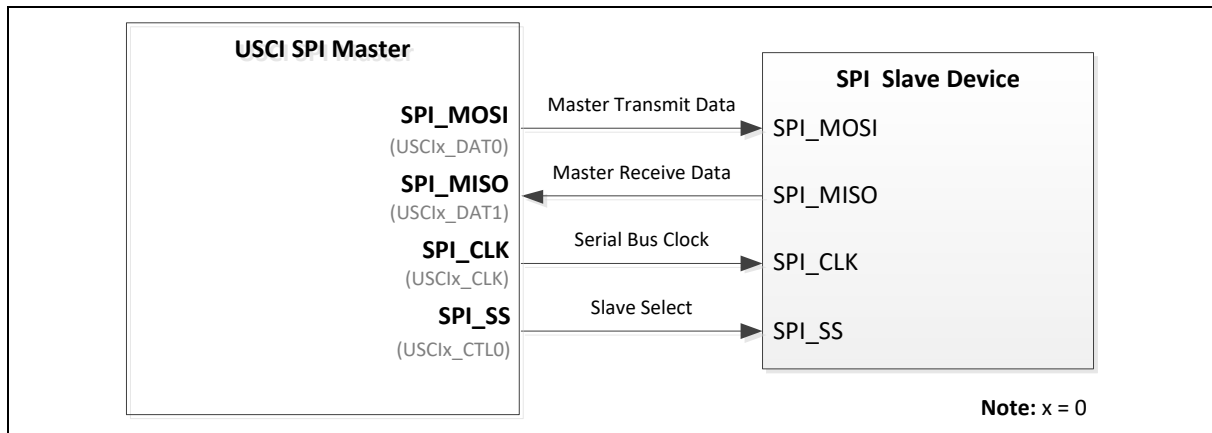 USCI SPI Master
SPI Slave Device
SPI_MOSI
(USCIx_DAT0)
Master Transmit Data
SPI_MOSI
SPI_MISO
(USCIx_DAT1)
Master Receive Data
SPI_MISO
SPI_CLK
(USCIx_CLK)
Serial Bus Clock
SPI_CLK
SPI_SS
(USCIx_CTL0)
Slave Select
SPI_SS
Note: x = 0